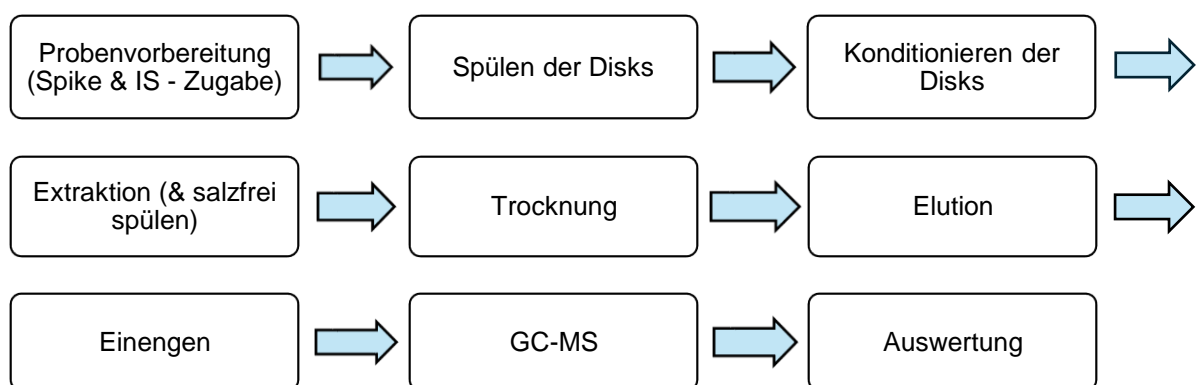 Probenvorbereitung
(Spike & IS - Zugabe)
Spülen der Disks
Konditionieren der
Disks
Extraktion (& salzfrei
spülen)
Trocknung
Elution
Einengen
GC-MS
Auswertung